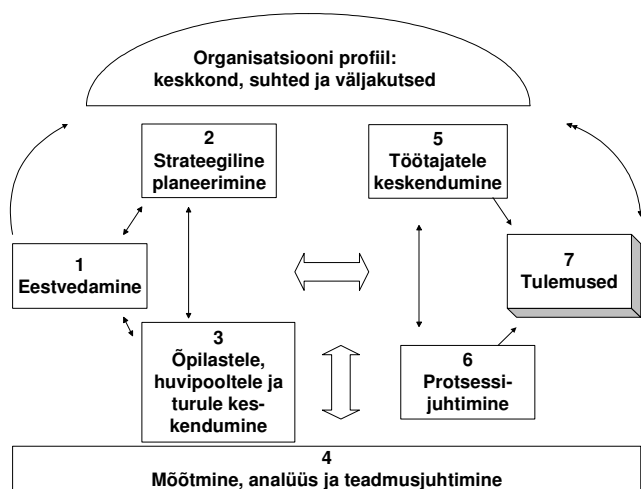 Organisatsiooni profiil:
keskkond, suhted ja väljakutsed
2
Strateegiline
planeerimine
5
Töötajatele
keskendumine
1
Eestvedamine
7
Tulemused
3
Õpilastele,
huvipooltele ja
turule kes-
kendumine
6
Protsessi-
juhtimine
4
Mõõtmine, analüüs ja teadmusjuhtimine